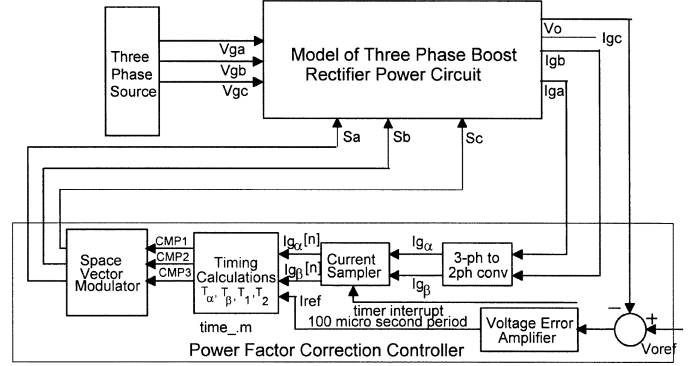 Three
Phase
Source
Vga
Vgb
Vgc
Model of Three Phase Boost
Rectifier Power Circuit
Vo
Igc
Igb
Iga
Sa
Sb
Sc
Space
Vector
Modulator
CMP1
CMP2
CMP3
Timing
Calculations
Tα, Tβ, T1, T2
time_.m
Igα[n]
Igβ[n]
Iref
Current
Sampler
Igα
Igβ
3-ph to
2ph conv
timer interrupt
100 micro second period
Voltage Error
Amplifier
−
+
Voref
Power Factor Correction Controller